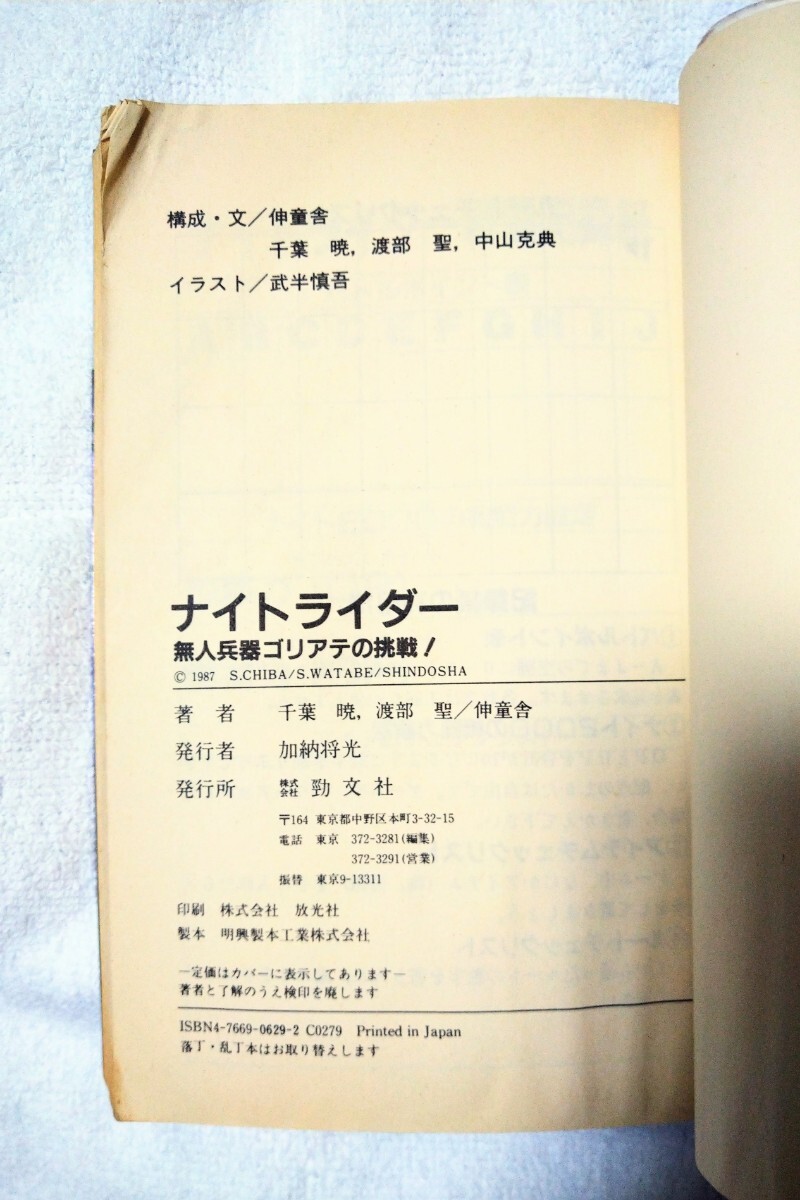 構成・文／伸童舎
千葉 暁, 渡部 聖, 中山克典
イラスト／武半慎吾
ナイトライダー
無人兵器ゴリアテの挑戦！
© 1987 S.CHIBA/S.WATABE/SHINDOSHA
著者 千葉 暁, 渡部 聖／伸童舎
発行者 加納将光
発行所 株式会社 勁文社
〒164 東京都中野区本町3-32-15
電話 東京 372-3281(編集)
372-3291(営業)
振替 東京9-13311
印刷 株式会社 放光社
製本 明興製本工業株式会社
—定価はカバーに表示してあります—
著者と了解のうえ検印を廃します
ISBN4-7669-0629-2 C0279 Printed in Japan
落丁・乱丁本はお取り替えします